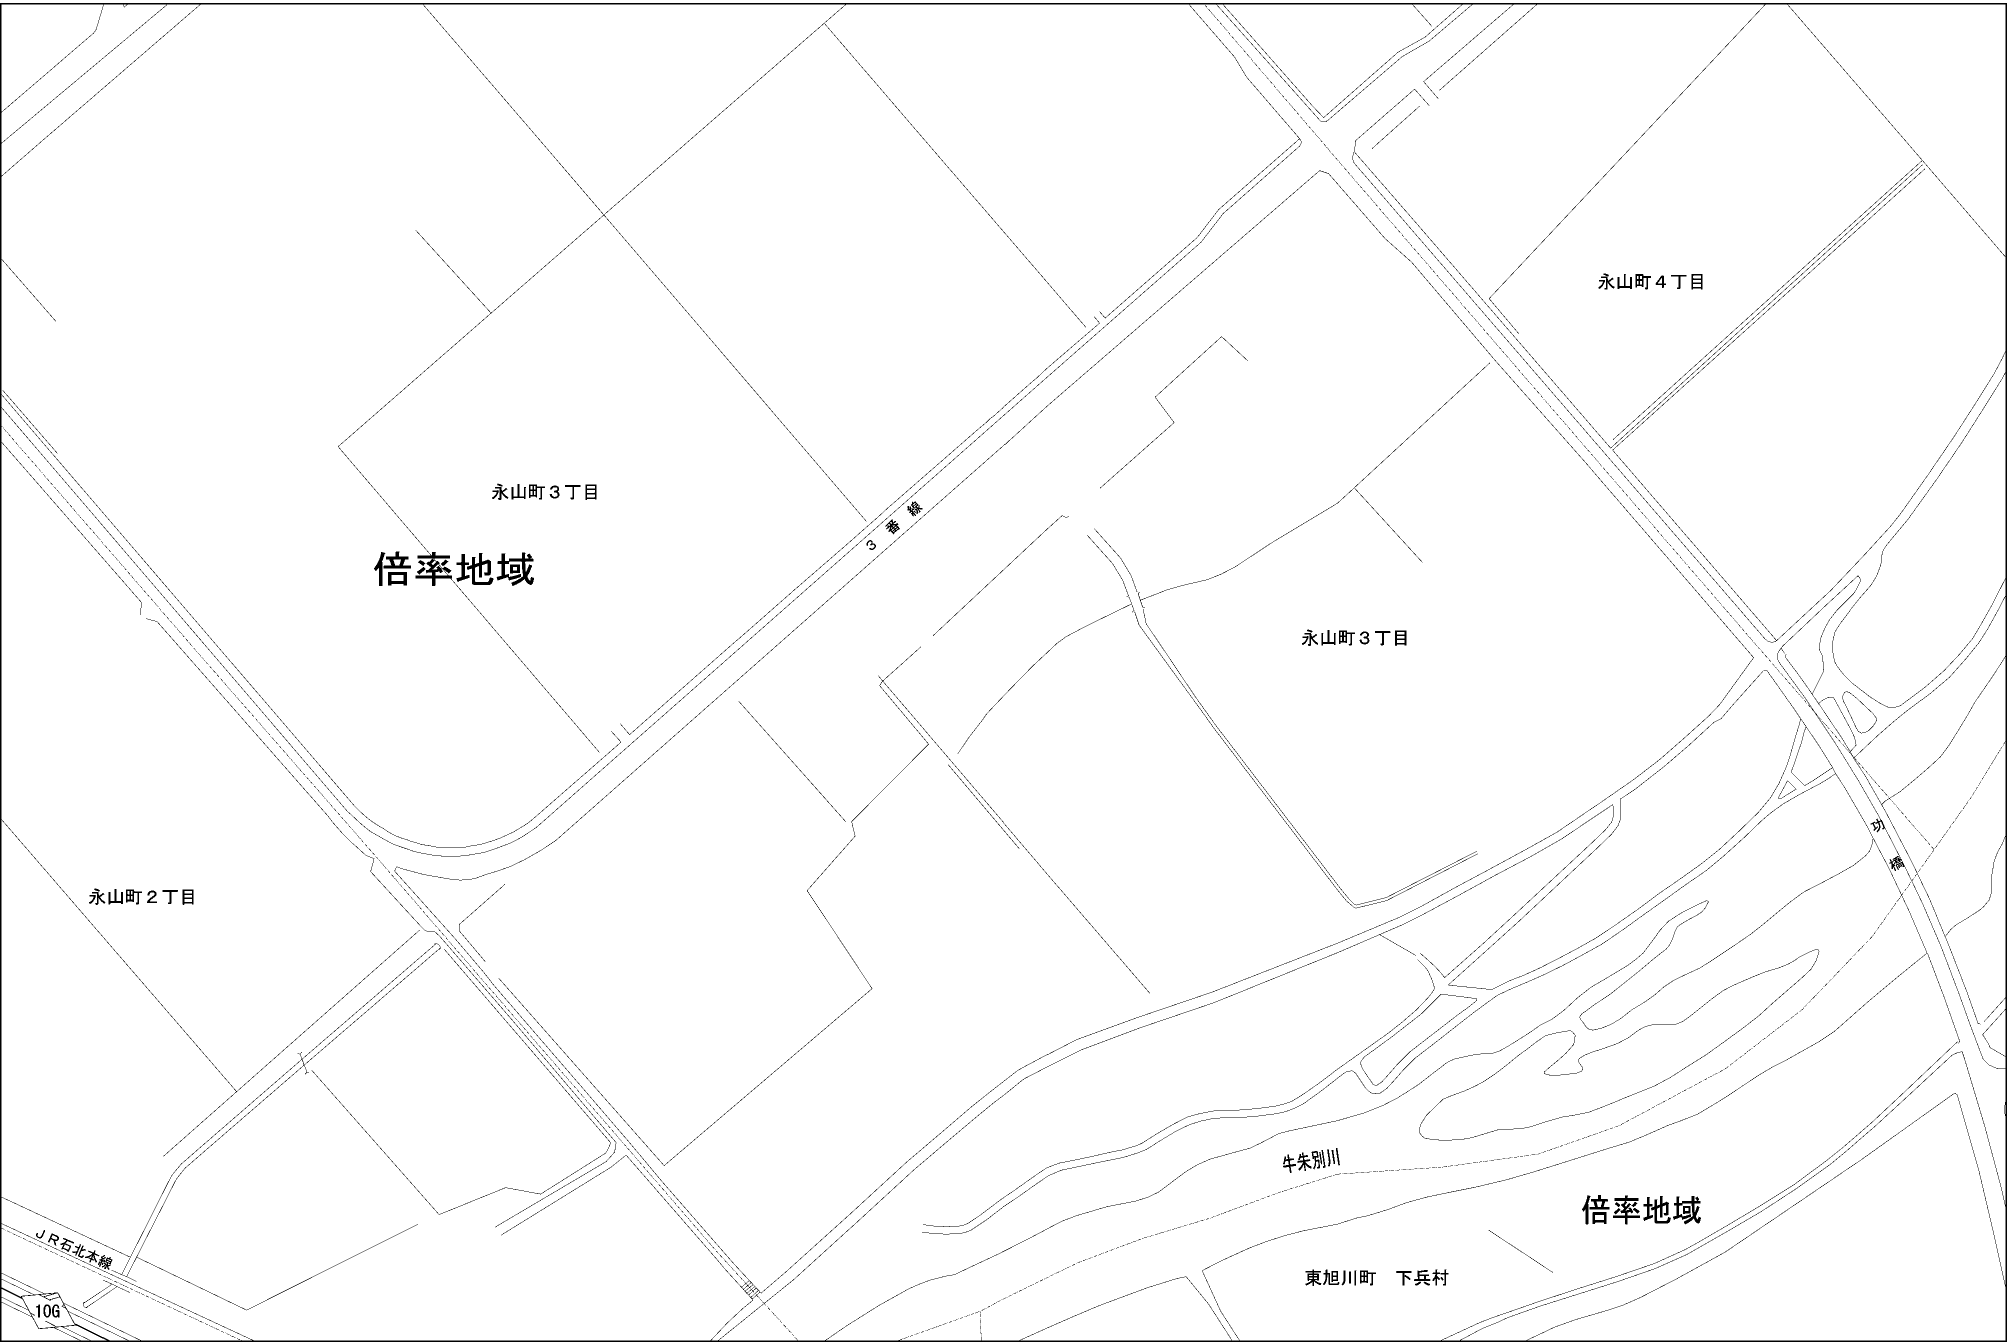 永山町４丁目
永山町３丁目
３番線
倍率地域
永山町３丁目
功橋
永山町２丁目
牛朱別川
倍率地域
ＪＲ石北本線
東旭川町　下兵村
10G